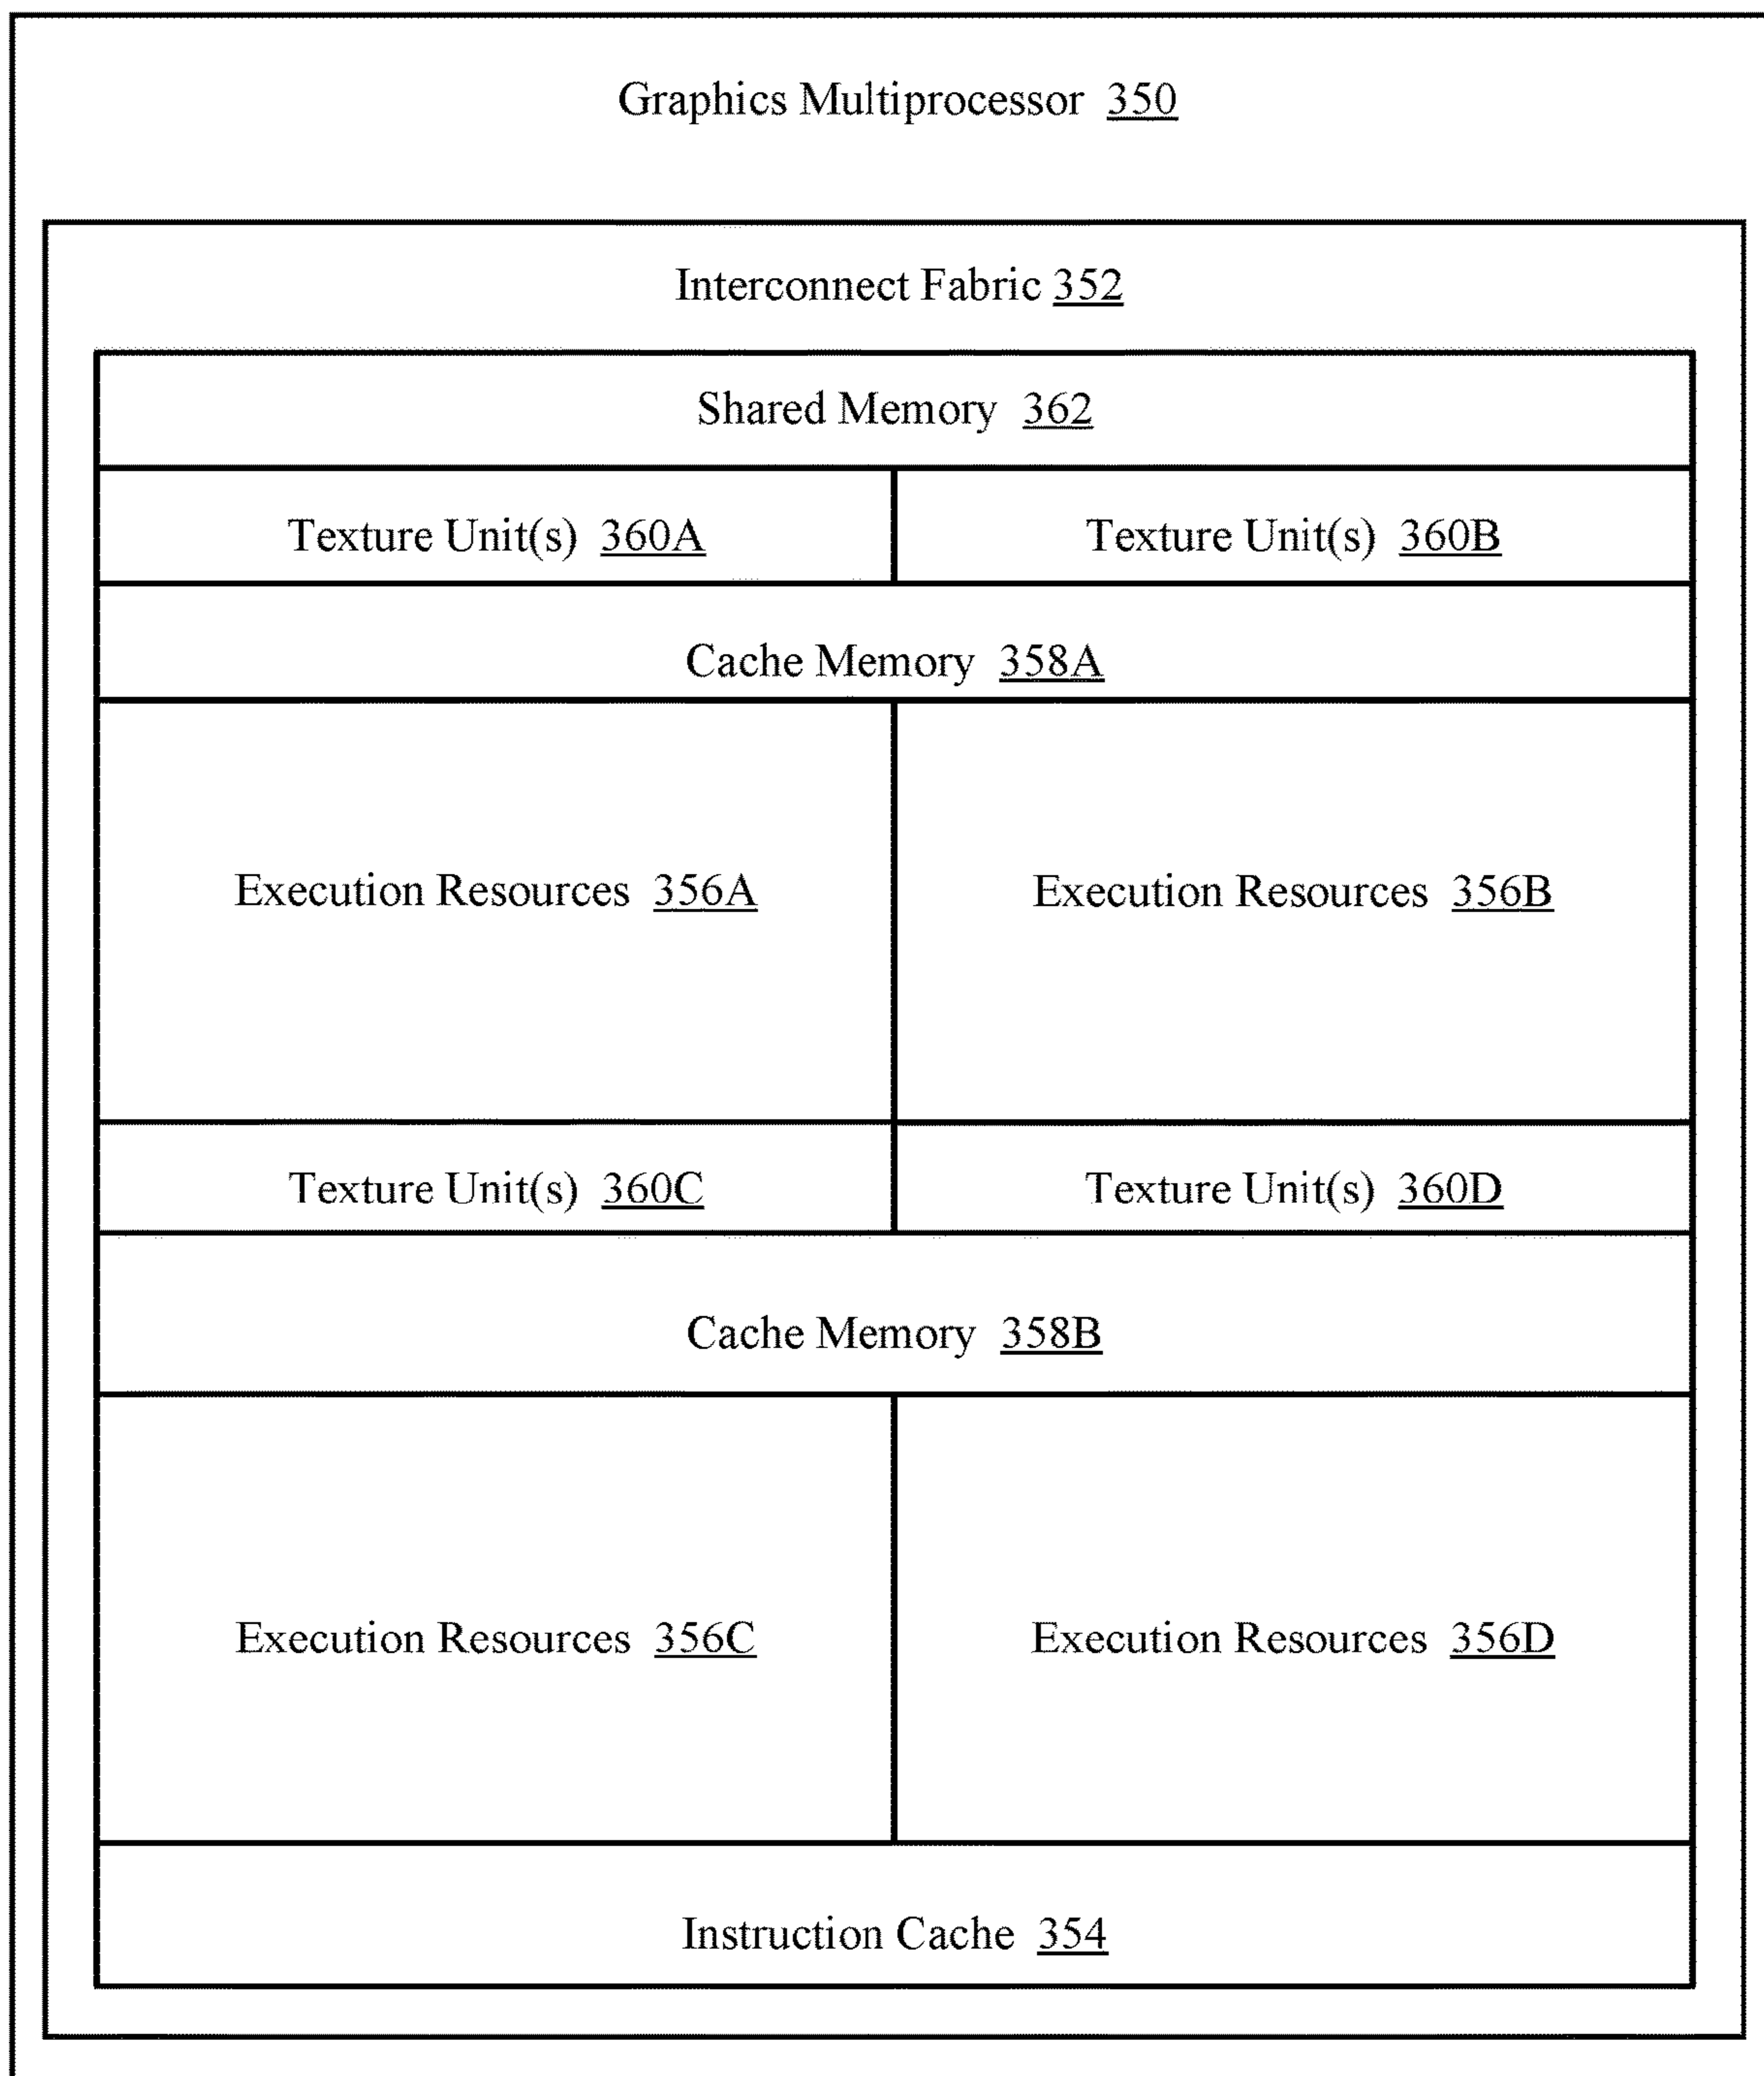 Graphics Multiprocessor 350
Interconnect Fabric 352
Shared Memory 362
Texture Unit(s) 360A
Texture Unit(s) 360B
Cache Memory 358A
Execution Resources 356A
Execution Resources 356B
Texture Unit(s) 360C
Texture Unit(s) 360D
Cache Memory 358B
Execution Resources 356C
Execution Resources 356D
Instruction Cache 354